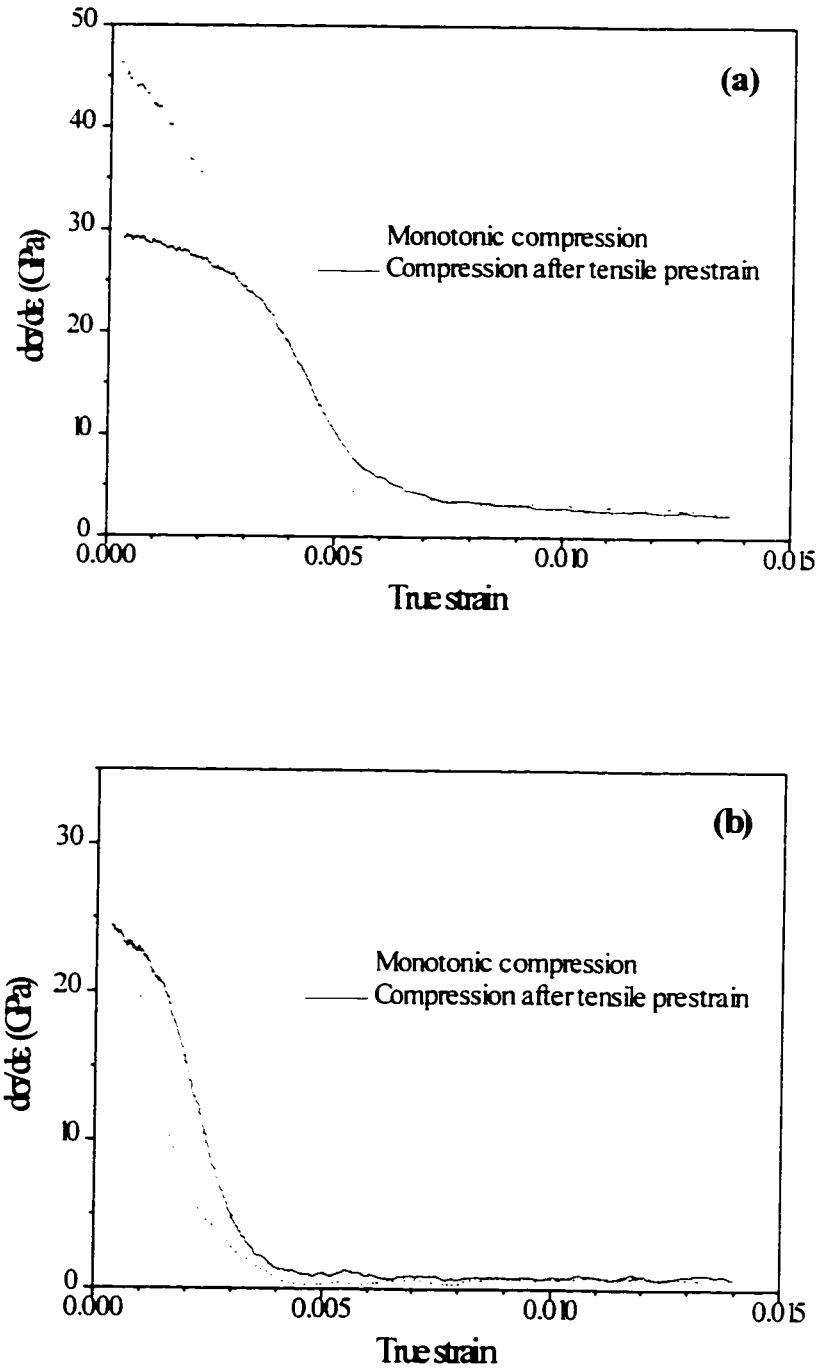 (a)
50
40
30
20
10
0
dσ/dε (GPa)
Monotonic compression
Compression after tensile prestrain
0.000 0.005 0.010 0.015
True strain
(b)
30
20
10
0
dσ/dε (GPa)
Monotonic compression
Compression after tensile prestrain
0.000 0.005 0.010 0.015
True strain